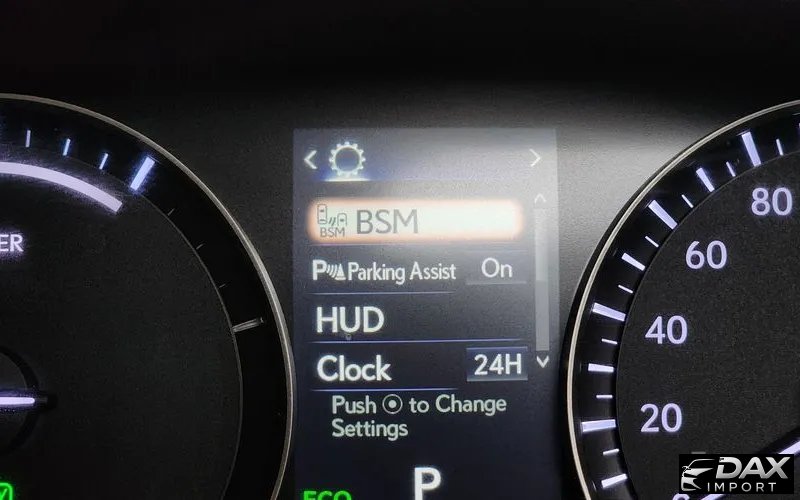 BSM
BSM
Parking Assist On
HUD
Clock 24H
Push to Change
Settings
P
ECO
80
60
40
20
DAX
IMPORT